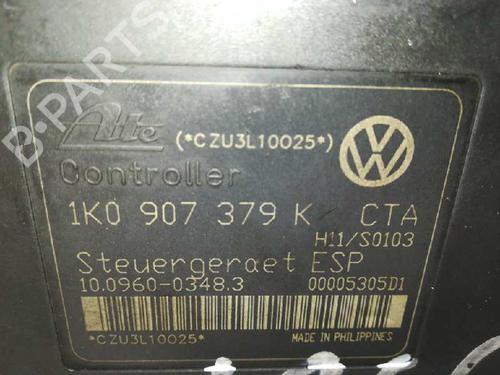 B-PARTS
Ate
(*CZU3L10025*)
Controller
1K0 907 379 K CTA
H11/S0103
Steuergeraet ESP
10.0960-0348.3 00005305D1
*CZU3L10025*
MADE IN PHILIPPINES